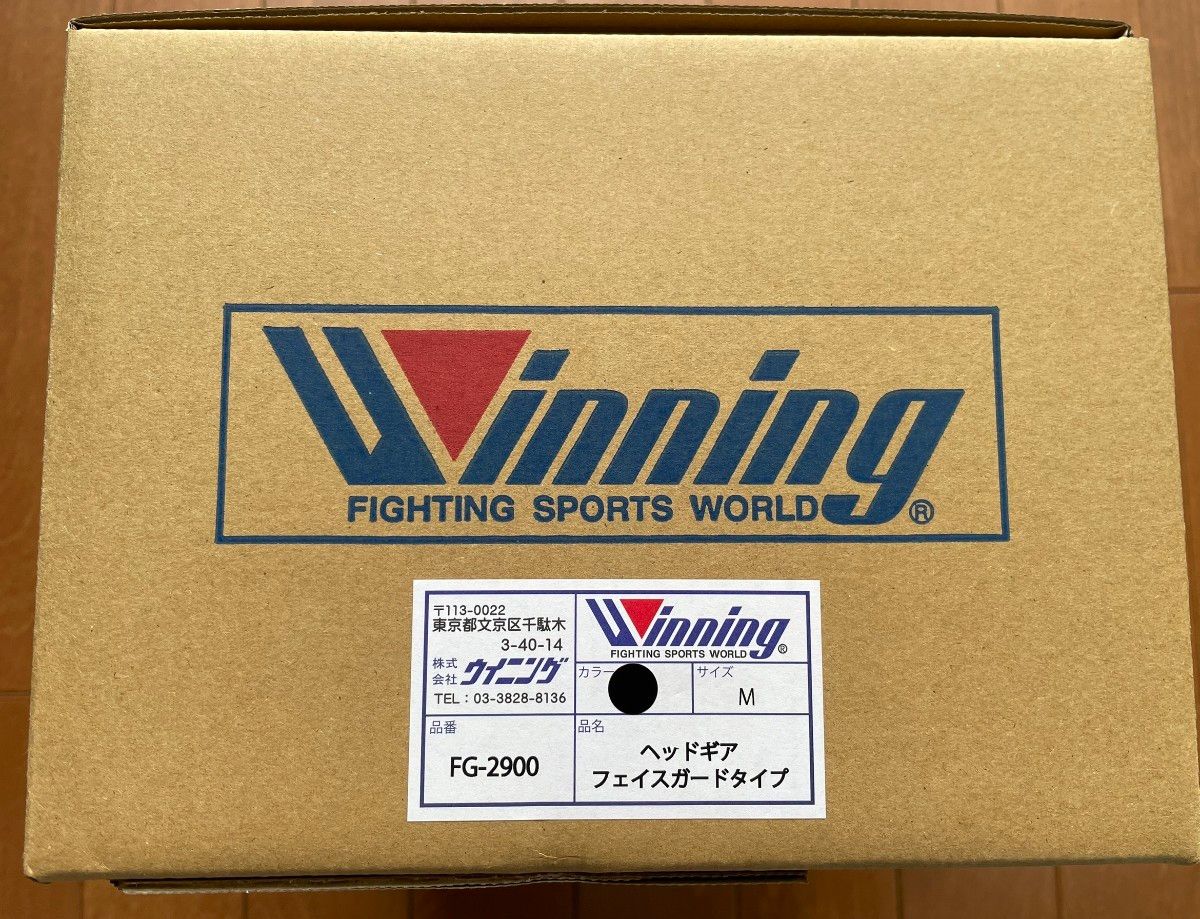 Winning
FIGHTING SPORTS WORLD®
〒113-0022
東京都文京区千駄木
3-40-14
株式会社 ウイニング
TEL：03-3828-8136
Winning
FIGHTING SPORTS WORLD®
カラー
サイズ
M
品番
FG-2900
品名
ヘッドギア
フェイスガードタイプ